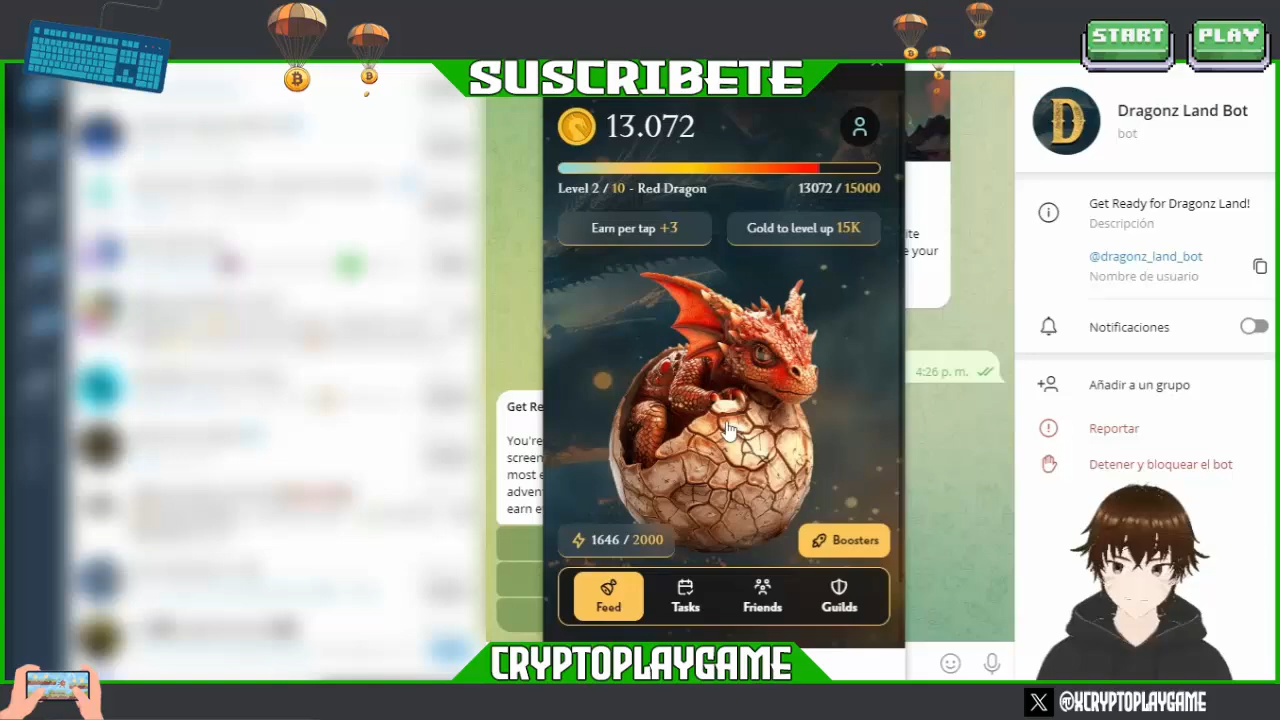 START
PLAY
SUSCRIBETE
13.072
Level 2 / 10 - Red Dragon
13072 / 15000
Earn per tap +3
Gold to level up 15K
1646 / 2000
Boosters
Feed
Tasks
Friends
Guilds
Get Re
You're
screen
most e
advent
earn e
ite
e your
4:26 p. m.
D
Dragonz Land Bot
bot
Get Ready for Dragonz Land!
Descripción
@dragonz_land_bot
Nombre de usuario
Notificaciones
Añadir a un grupo
Reportar
Detener y bloquear el bot
CRYPTOPLAYGAME
X @XCRYPTOPLAYGAME